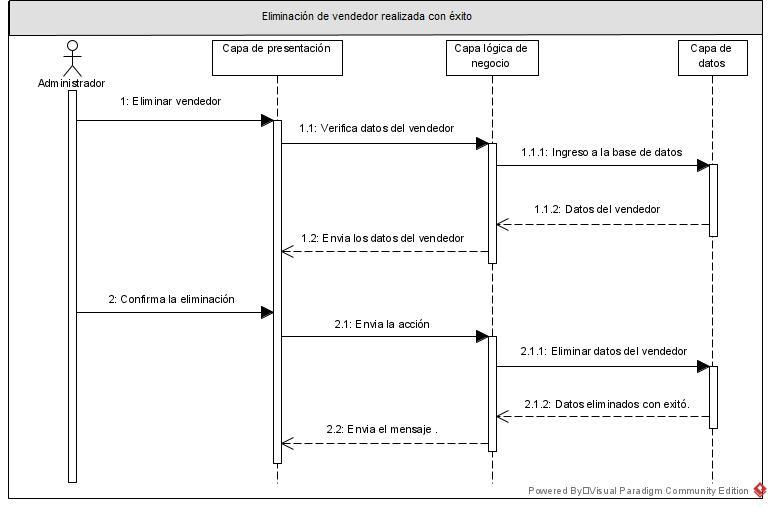 Eliminación de vendedor realizada con éxito
Capa de presentación
Capa lógica de
negocio
Capa de
datos
Administrador
1: Eliminar vendedor
1.1: Verifica datos del vendedor
1.1.1: Ingreso a la base de datos
1.1.2: Datos del vendedor
1.2: Envia los datos del vendedor
2: Confirma la eliminación
2.1: Envia la acción
2.1.1: Eliminar datos del vendedor
2.1.2: Datos eliminados con exitó.
2.2: Envia el mensaje .
Powered By Visual Paradigm Community Edition